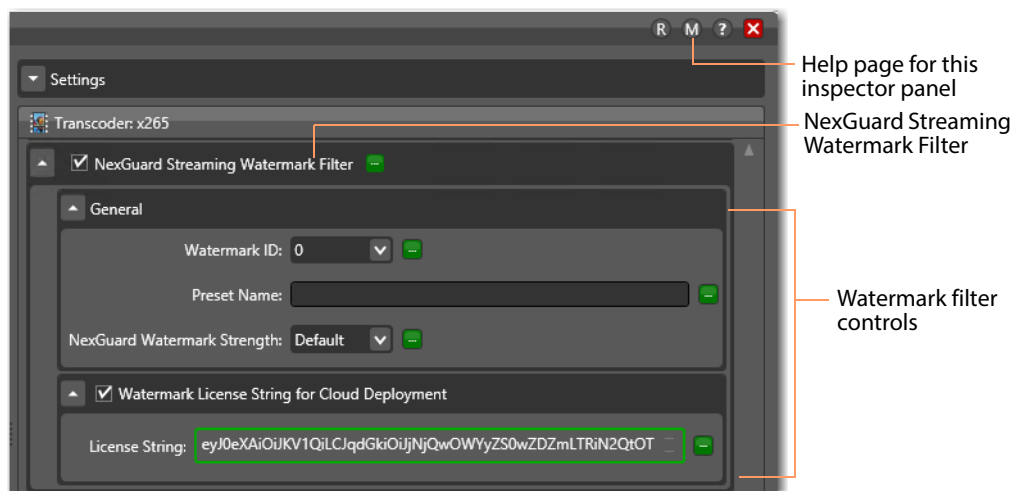 R M ?
Help page for this
inspector panel
Settings
Transcoder: x265
NexGuard Streaming
Watermark Filter
NexGuard Streaming Watermark Filter
General
Watermark ID: 0
Preset Name:
Watermark filter
controls
NexGuard Watermark Strength: Default
Watermark License String for Cloud Deployment
License String: eyJ0eXAiOiJKV1QiLCJqdGkiOiJjNjQwOWYyZS0wZDZmLTRiN2QtOT